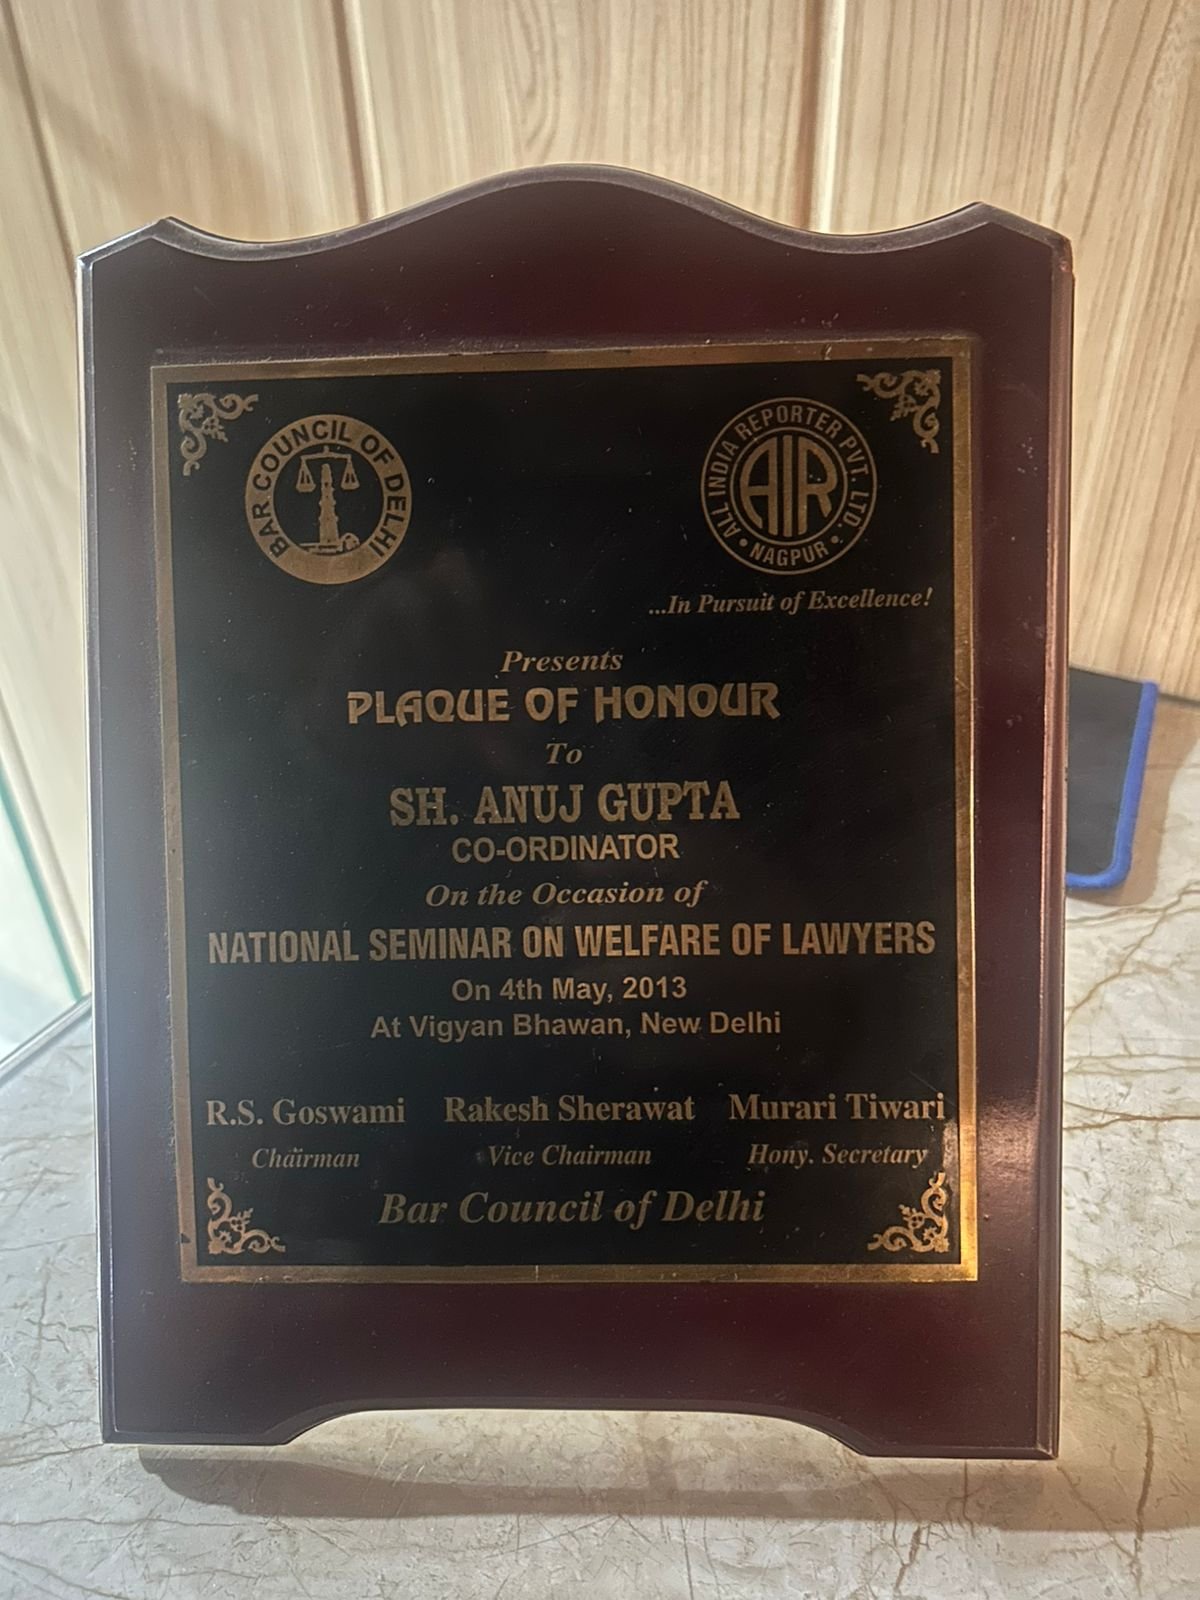 BAR COUNCIL OF DELHI
ALL INDIA REPORTER PVT. LTD.
AIR
• NAGPUR •
...In Pursuit of Excellence!
Presents
PLAQUE OF HONOUR
To
SH. ANUJ GUPTA
CO-ORDINATOR
On the Occasion of
NATIONAL SEMINAR ON WELFARE OF LAWYERS
On 4th May, 2013
At Vigyan Bhawan, New Delhi
R.S. Goswami Rakesh Sherawat Murari Tiwari
Chairman Vice Chairman Hony. Secretary
Bar Council of Delhi